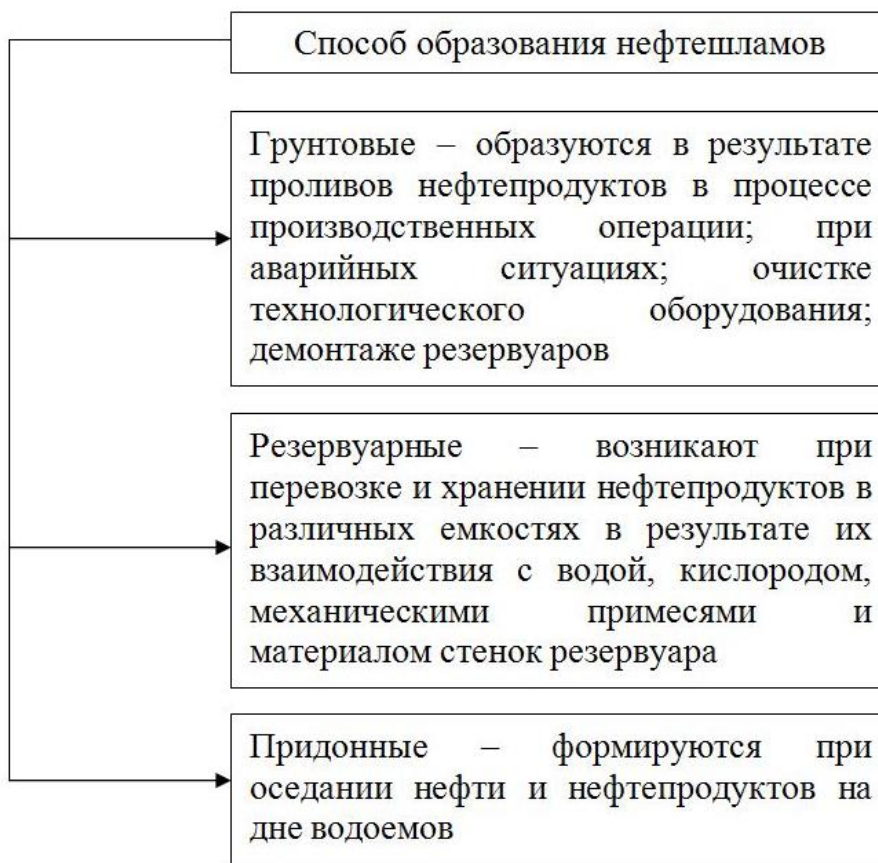 Способ образования нефтешламов
Грунтовые – образуются в результате
проливов нефтепродуктов в процессе
производственных операции; при
аварийных ситуациях; очистке
технологического оборудования;
демонтаже резервуаров
Резервуарные – возникают при
перевозке и хранении нефтепродуктов в
различных емкостях в результате их
взаимодействия с водой, кислородом,
механическими примесями и
материалом стенок резервуара
Придонные – формируются при
оседании нефти и нефтепродуктов на
дне водоемов